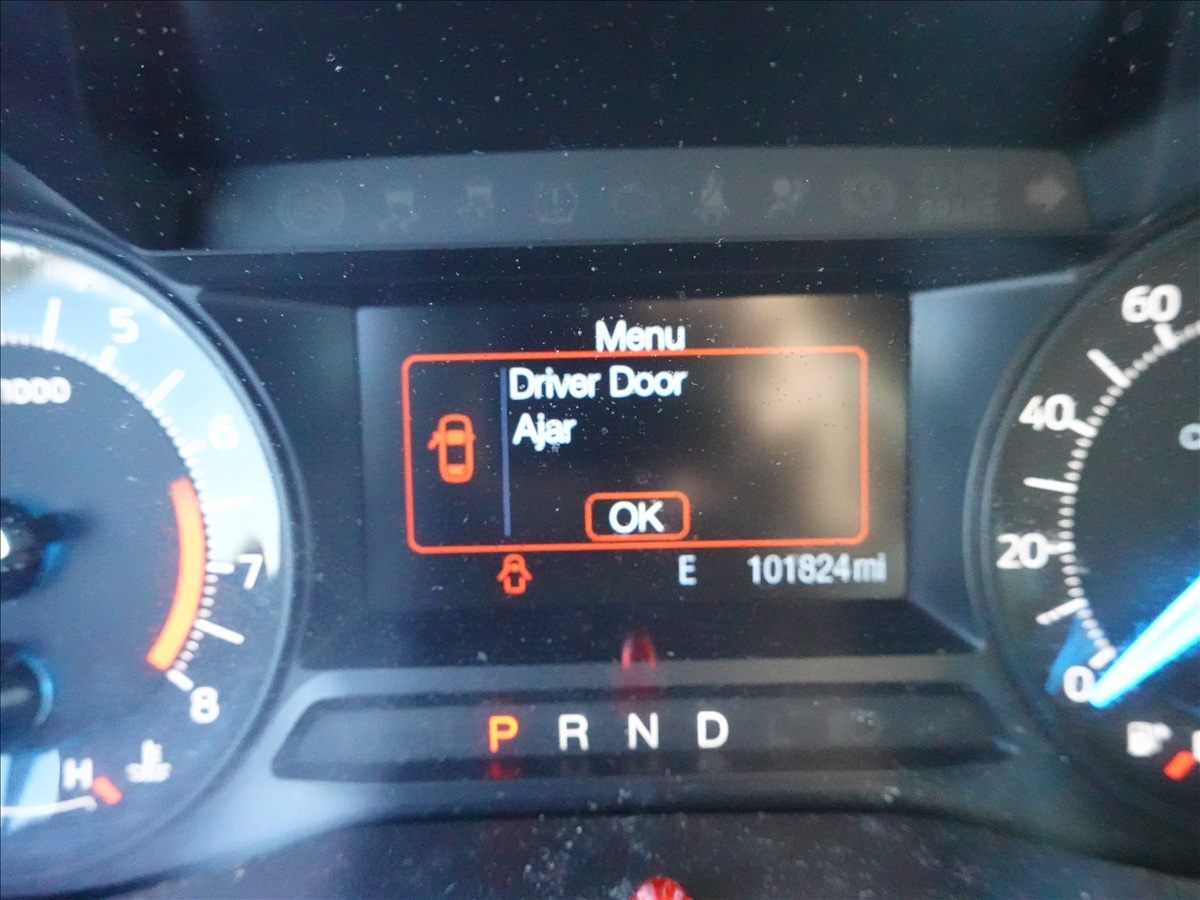 Menu
Driver Door
Ajar
OK
E 101824mi
P R N D
5
1000
6
7
8
H
60
40
20
0